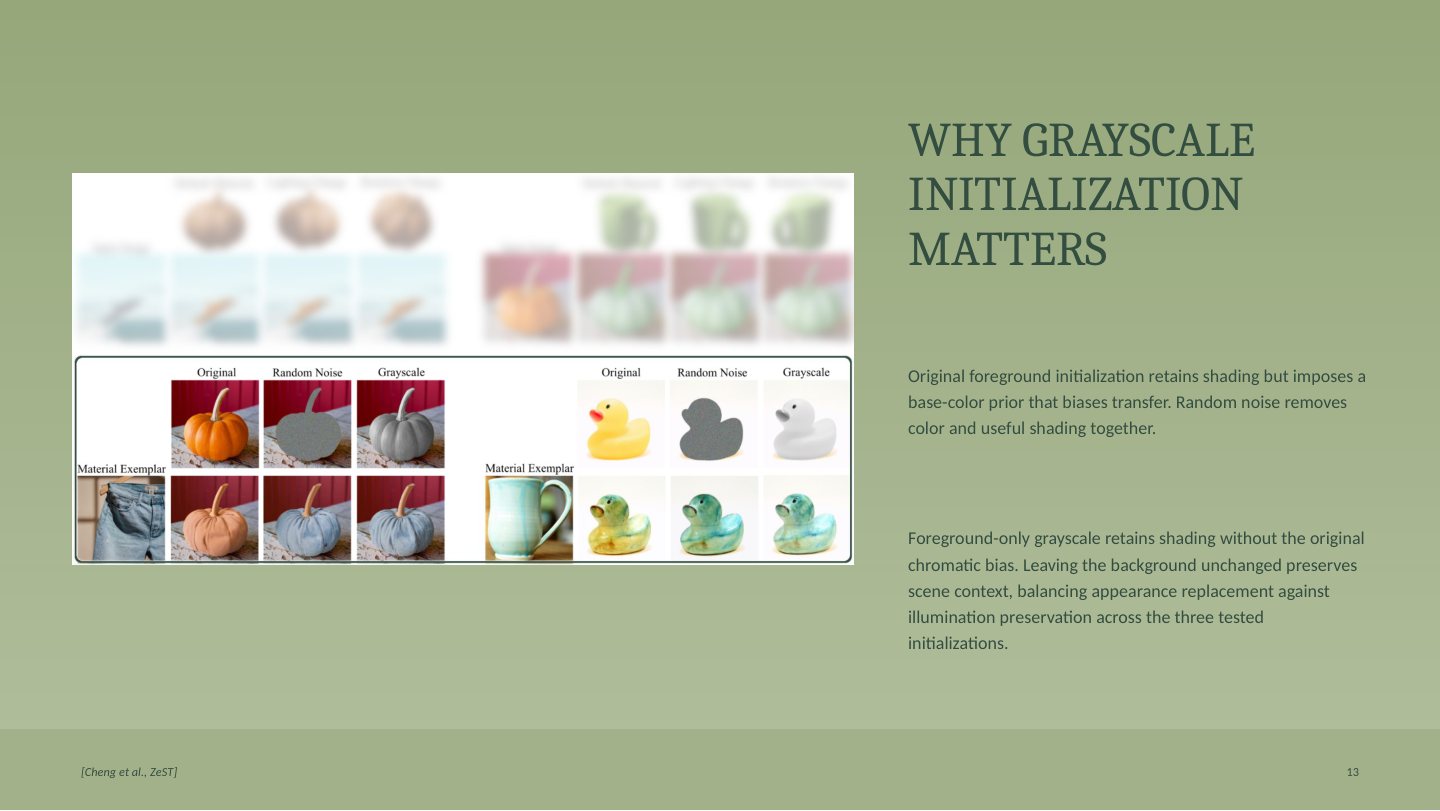 WHY GRAYSCALE
INITIALIZATION
MATTERS
Original Random Noise Grayscale
Material Exemplar
Original Random Noise Grayscale
Material Exemplar
Original foreground initialization retains shading but imposes a
base-color prior that biases transfer. Random noise removes
color and useful shading together.
Foreground-only grayscale retains shading without the original
chromatic bias. Leaving the background unchanged preserves
scene context, balancing appearance replacement against
illumination preservation across the three tested
initializations.
[Cheng et al., ZeST]
13